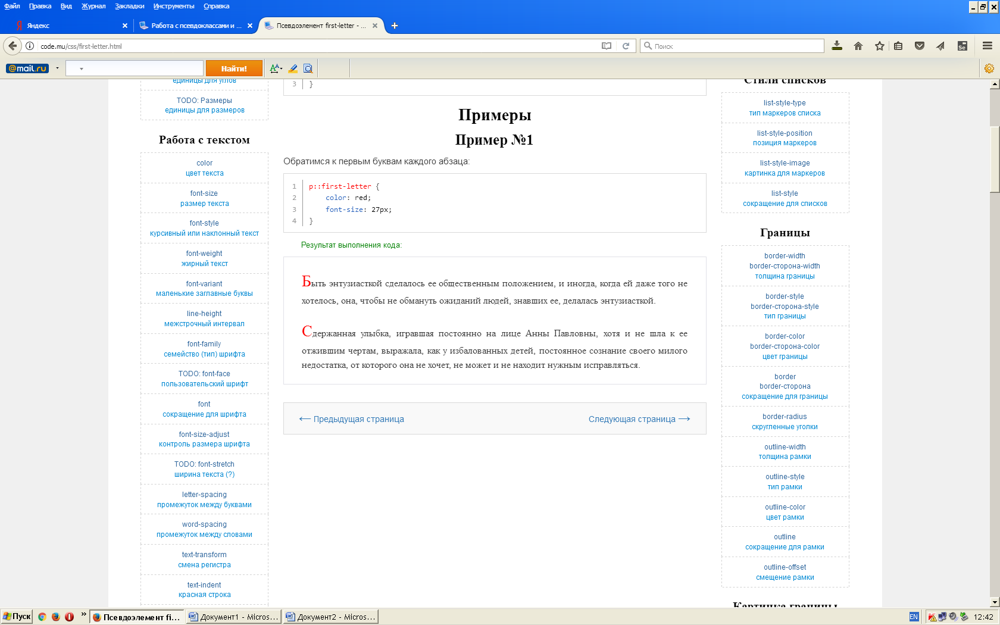 Файл Правка Вид Журнал Закладки Инструменты Справка
Яндекс
Работа с псевдоклассами и ...
Псевдоэлемент first-letter - ...
code.mu/css/first-letter.html
Поиск
Se
@mail.ru
Найти!
единицы для углов
TODO: Размеры
единицы для размеров
Работа с текстом
color
цвет текста
font-size
размер текста
font-style
курсивный или наклонный текст
font-weight
жирный текст
font-variant
маленькие заглавные буквы
line-height
межстрочный интервал
font-family
семейство (тип) шрифта
TODO: font-face
пользовательский шрифт
font
сокращение для шрифта
font-size-adjust
контроль размера шрифта
TODO: font-stretch
ширина текста (?)
letter-spacing
промежуток между буквами
word-spacing
промежуток между словами
text-transform
смена регистра
text-indent
красная строка
3 }
Примеры
Пример №1
Обратимся к первым буквам каждого абзаца:
1 p::first-letter {
2 color: red;
3 font-size: 27px;
4 }
Результат выполнения кода:
Быть энтузиасткой сделалось ее общественным положением, и иногда, когда ей даже того не
хотелось, она, чтобы не обмануть ожиданий людей, знавших ее, делалась энтузиасткой.
Сдержанная улыбка, игравшая постоянно на лице Анны Павловны, хотя и не шла к ее
отжившим чертам, выражала, как у избалованных детей, постоянное сознание своего милого
недостатка, от которого она не хочет, не может и не находит нужным исправляться.
⟵ Предыдущая страница
Следующая страница ⟶
Стили списков
list-style-type
тип маркеров списка
list-style-position
позиция маркеров
list-style-image
картинка для маркеров
list-style
сокращение для списков
Границы
border-width
border-сторона-width
толщина границы
border-style
border-сторона-style
тип границы
border-color
border-сторона-color
цвет границы
border
border-сторона
сокращение для границы
border-radius
скругленные уголки
outline-width
толщина рамки
outline-style
тип рамки
outline-color
цвет рамки
outline
сокращение для рамки
outline-offset
смещение рамки
Картинка границы
Пуск
»
Псевдоэлемент fi...
Документ1 - Micros...
Документ2 - Micros...
EN
12:42